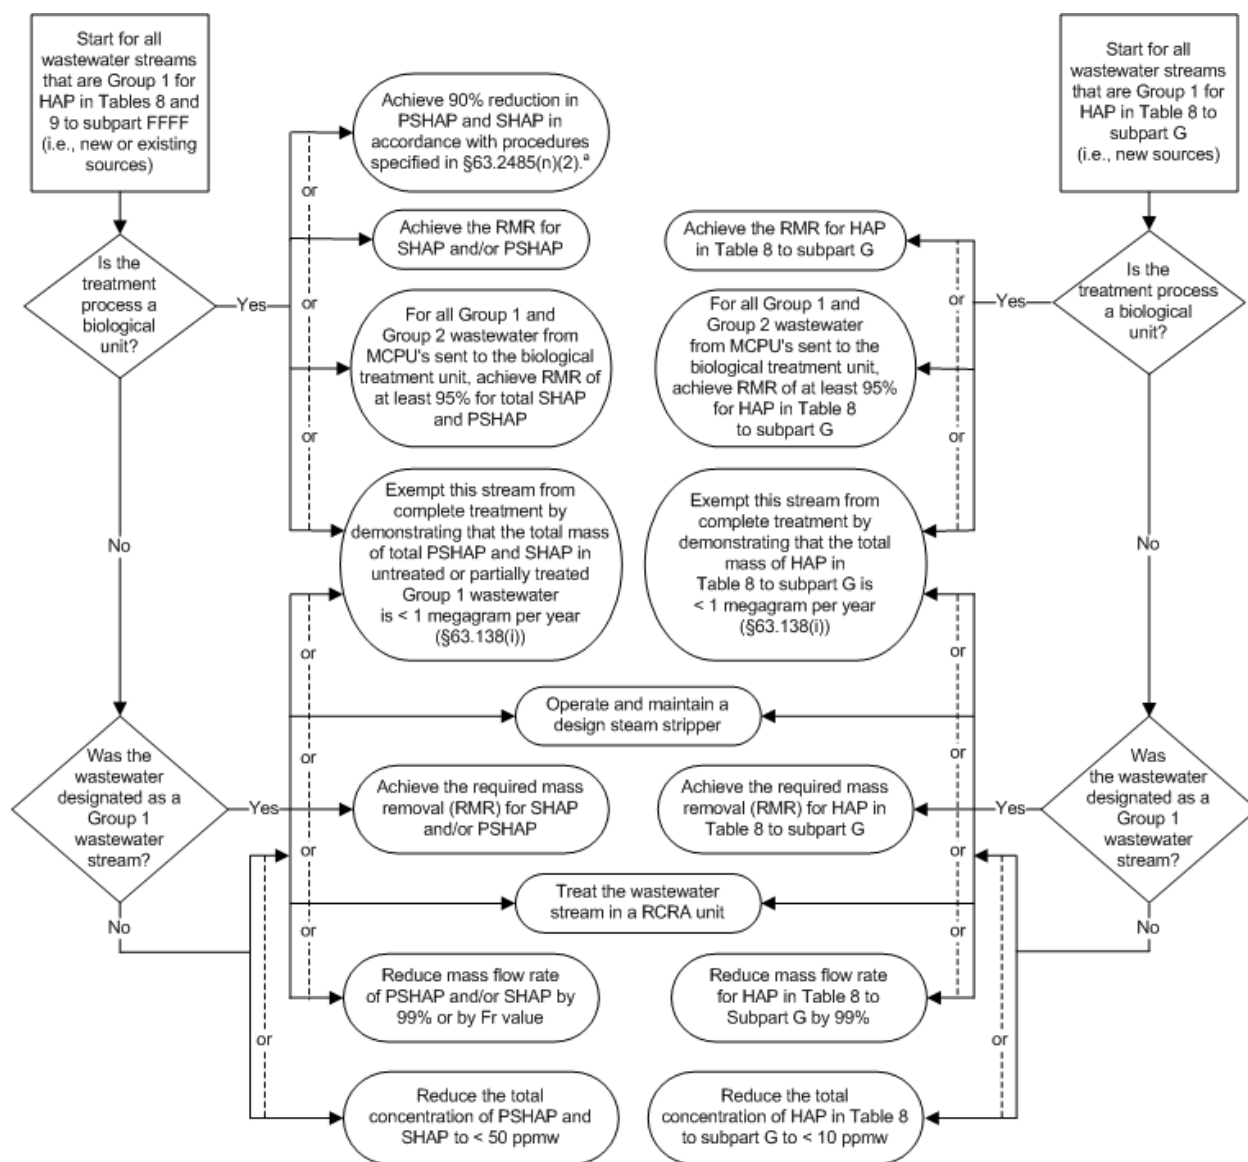 Start for all
wastewater streams
that are Group 1 for
HAP in Tables 8 and
9 to subpart FFFF
(i.e., new or existing
sources)
Is the
treatment
process a
biological
unit?
Yes
No
Was the
wastewater
designated as a
Group 1
wastewater
stream?
Yes
No
or
or
or
or
or
or
or
or
or
Achieve 90% reduction in
PSHAP and SHAP in
accordance with procedures
specified in §63.2485(n)(2).ª
Achieve the RMR for
SHAP and/or PSHAP
For all Group 1 and
Group 2 wastewater from
MCPU's sent to the biological
treatment unit, achieve RMR of
at least 95% for total SHAP
and PSHAP
Exempt this stream from
complete treatment by
demonstrating that the total mass
of total PSHAP and SHAP in
untreated or partially treated
Group 1 wastewater
is < 1 megagram per year
(§63.138(i))
Operate and maintain a
design steam stripper
Achieve the required mass
removal (RMR) for SHAP
and/or PSHAP
Treat the wastewater
stream in a RCRA unit
Reduce mass flow rate
of PSHAP and/or SHAP by
99% or by Fr value
Reduce the total
concentration of PSHAP and
SHAP to < 50 ppmw
Start for all
wastewater streams
that are Group 1 for
HAP in Table 8 to
subpart G
(i.e., new sources)
Is the
treatment process
a biological
unit?
Yes
No
Was
the wastewater
designated as a
Group 1
wastewater
stream?
Yes
No
or
or
or
or
or
or
or
or
Achieve the RMR for HAP
in Table 8 to subpart G
For all Group 1 and
Group 2 wastewater
from MCPU's sent to the
biological treatment unit,
achieve RMR of at least 95%
for HAP in Table 8
to subpart G
Exempt this stream from
complete treatment by
demonstrating that the total
mass of HAP in
Table 8 to subpart G is
< 1 megagram per year
(§63.138(i))
Achieve the required mass
removal (RMR) for HAP in
Table 8 to subpart G
Reduce mass flow rate
for HAP in Table 8 to
Subpart G by 99%
Reduce the total
concentration of HAP in Table 8
to subpart G to < 10 ppmw